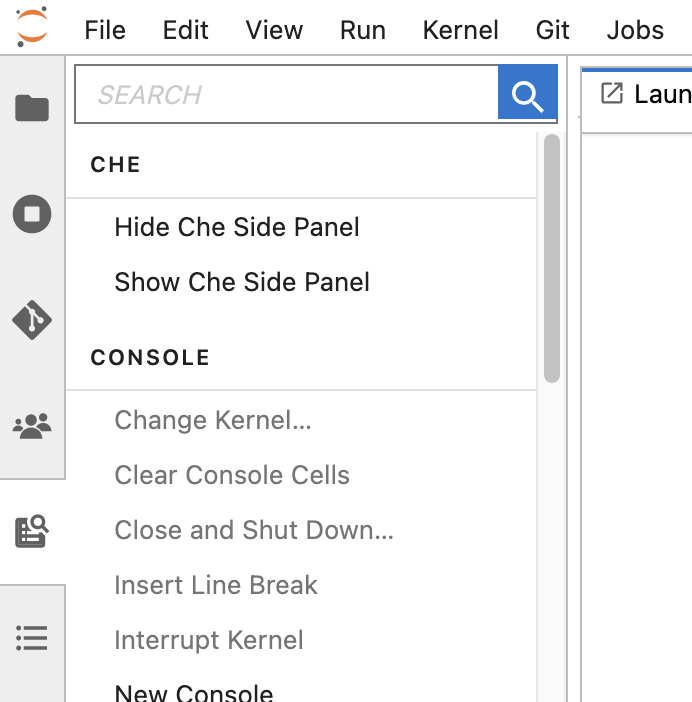 File Edit View Run Kernel Git Jobs
SEARCH
Laun
CHE
Hide Che Side Panel
Show Che Side Panel
CONSOLE
Change Kernel...
Clear Console Cells
Close and Shut Down...
Insert Line Break
Interrupt Kernel
New Console